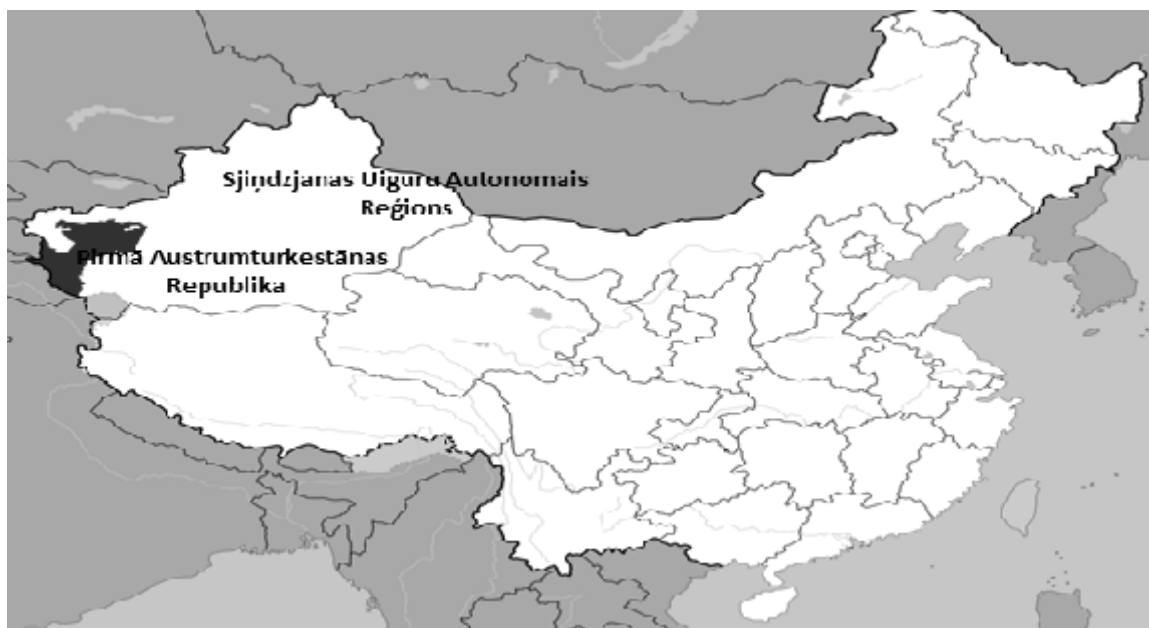 Sjiņdzjanas Uiguru Autonomais
Reģions
Pirmā Austrumturkestānas
Republika